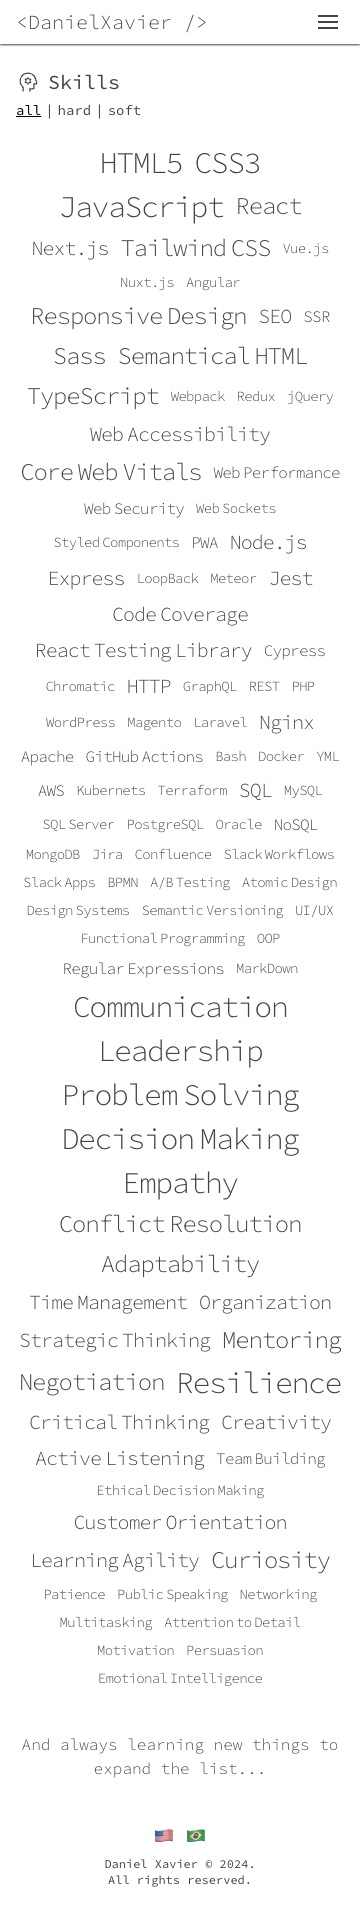 <DanielXavier />
Skills
all | hard | soft
HTML5 CSS3
JavaScript React
Next.js Tailwind CSS Vue.js
Nuxt.js Angular
Responsive Design SEO SSR
Sass Semantical HTML
TypeScript Webpack Redux jQuery
Web Accessibility
Core Web Vitals Web Performance
Web Security Web Sockets
Styled Components PWA Node.js
Express LoopBack Meteor Jest
Code Coverage
React Testing Library Cypress
Chromatic HTTP GraphQL REST PHP
WordPress Magento Laravel Nginx
Apache GitHub Actions Bash Docker YML
AWS Kubernets Terraform SQL MySQL
SQL Server PostgreSQL Oracle NoSQL
MongoDB Jira Confluence Slack Workflows
Slack Apps BPMN A/B Testing Atomic Design
Design Systems Semantic Versioning UI/UX
Functional Programming OOP
Regular Expressions MarkDown
Communication
Leadership
Problem Solving
Decision Making
Empathy
Conflict Resolution
Adaptability
Time Management Organization
Strategic Thinking Mentoring
Negotiation Resilience
Critical Thinking Creativity
Active Listening Team Building
Ethical Decision Making
Customer Orientation
Learning Agility Curiosity
Patience Public Speaking Networking
Multitasking Attention to Detail
Motivation Persuasion
Emotional Intelligence
And always learning new things to
expand the list...
Daniel Xavier © 2024.
All rights reserved.